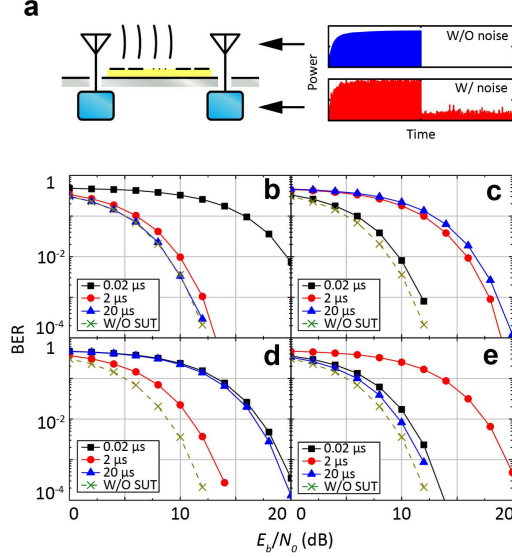 a
W/O noise
Power
W/ noise
Time
b
c
1
10⁻²
10⁻⁴
0.02 μs
2 μs
20 μs
W/O SUT
0.02 μs
2 μs
20 μs
W/O SUT
BER
d
e
1
10⁻²
10⁻⁴
0.02 μs
2 μs
20 μs
W/O SUT
0.02 μs
2 μs
20 μs
W/O SUT
0 10 20 0 10 20
E_b/N_0 (dB)